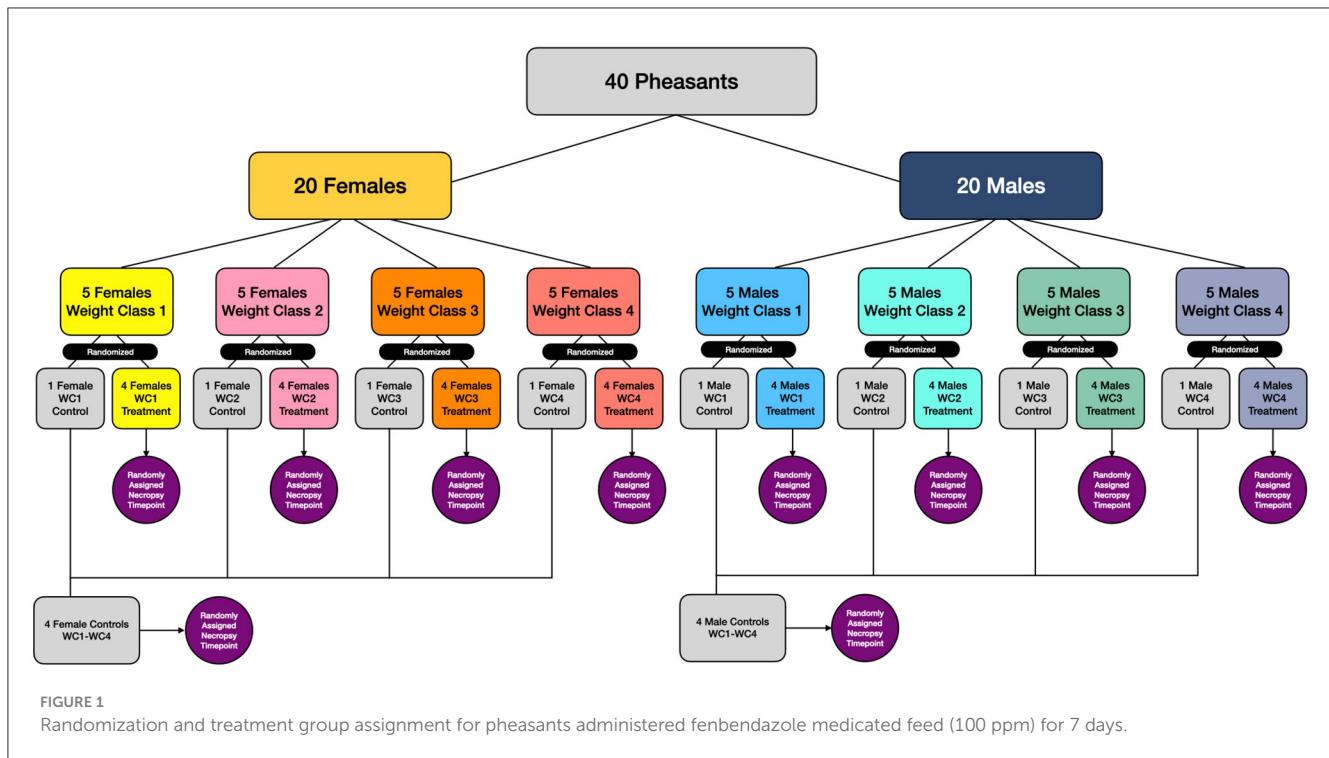 40 Pheasants
20 Females
20 Males
5 Females
Weight Class 1
5 Females
Weight Class 2
5 Females
Weight Class 3
5 Females
Weight Class 4
5 Males
Weight Class 1
5 Males
Weight Class 2
5 Males
Weight Class 3
5 Males
Weight Class 4
Randomized
Randomized
Randomized
Randomized
Randomized
Randomized
Randomized
Randomized
1 Female
WC1
Control
4 Females
WC1
Treatment
1 Female
WC2
Control
4 Females
WC2
Treatment
1 Female
WC3
Control
4 Females
WC3
Treatment
1 Female
WC4
Control
4 Females
WC4
Treatment
1 Male
WC1
Control
4 Males
WC1
Treatment
1 Male
WC2
Control
4 Males
WC2
Treatment
1 Male
WC3
Control
4 Males
WC3
Treatment
1 Male
WC4
Control
4 Males
WC4
Treatment
Randomly
Assigned
Necropsy
Timepoint
Randomly
Assigned
Necropsy
Timepoint
Randomly
Assigned
Necropsy
Timepoint
Randomly
Assigned
Necropsy
Timepoint
Randomly
Assigned
Necropsy
Timepoint
Randomly
Assigned
Necropsy
Timepoint
Randomly
Assigned
Necropsy
Timepoint
Randomly
Assigned
Necropsy
Timepoint
4 Female Controls
WC1-WC4
Randomly
Assigned
Necropsy
Timepoint
4 Male Controls
WC1-WC4
Randomly
Assigned
Necropsy
Timepoint
FIGURE 1
Randomization and treatment group assignment for pheasants administered fenbendazole medicated feed (100 ppm) for 7 days.